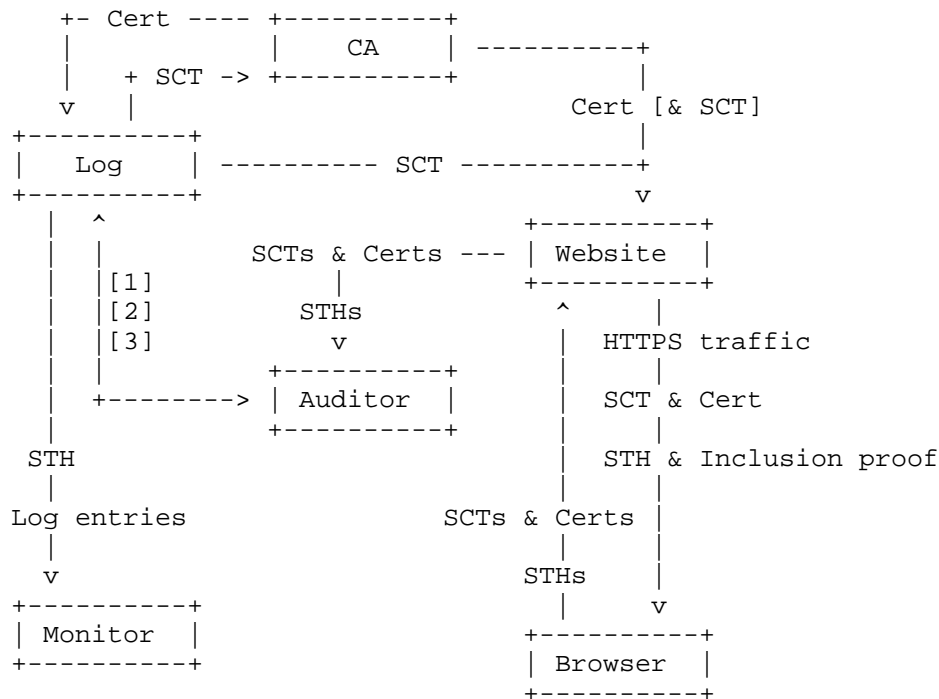 +- Cert ---- +----------+
|            |    CA    | ----------+
|   + SCT -> +----------+           |
v   |                           Cert [& SCT]
+----------+                        |
|   Log    | ---------- SCT -----------+
+----------+                        v
|  ^                          +----------+
|  |         SCTs & Certs --- | Website  |
|  |[1]           |           +----------+
|  |[2]         STHs            ^     |
|  |[3]           v             |  HTTPS traffic
|  |          +----------+      |     |
|  +--------> | Auditor  |      |  SCT & Cert
|             +----------+      |     |
STH                             |  STH & Inclusion proof
|                               |     |
Log entries              SCTs & Certs |
|                               |     |
v                             STHs    |
+----------+                    |     v
| Monitor  |                  +----------+
+----------+                  | Browser  |
+----------+